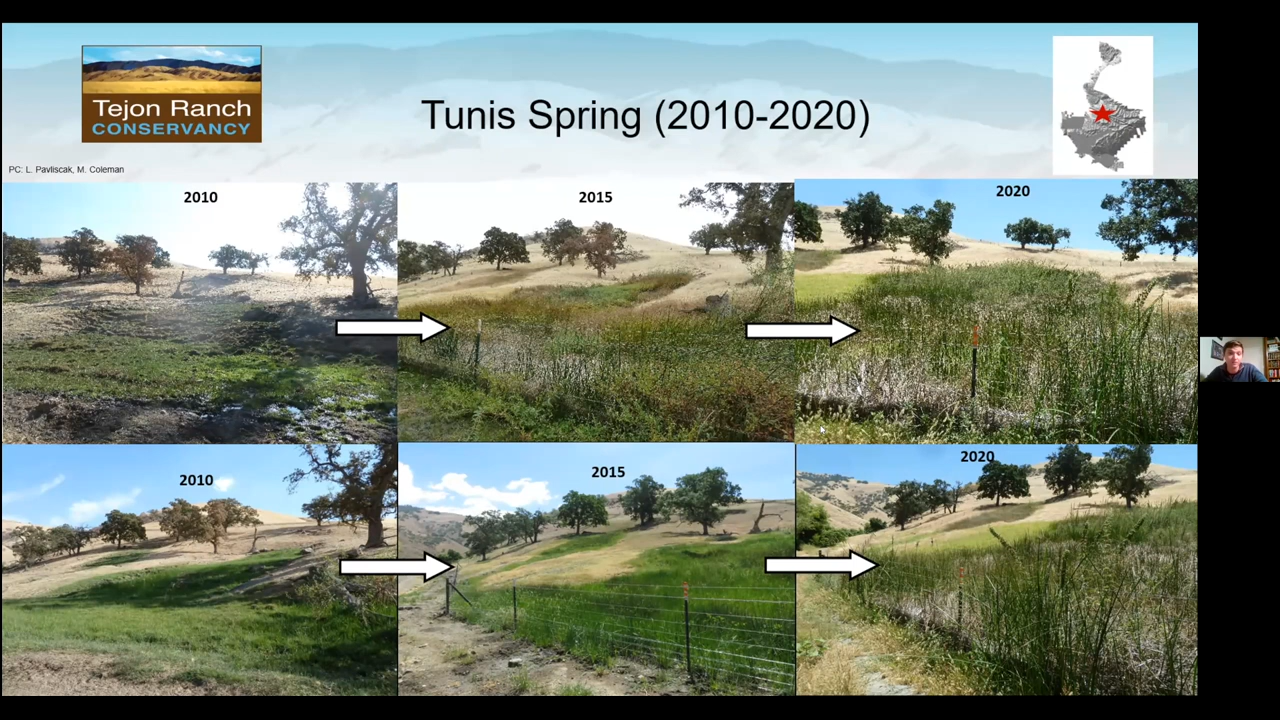 Tejon Ranch
CONSERVANCY
Tunis Spring (2010-2020)
PC: L. Pavliscak, M. Coleman
2010
2015
2020
2010
2015
2020